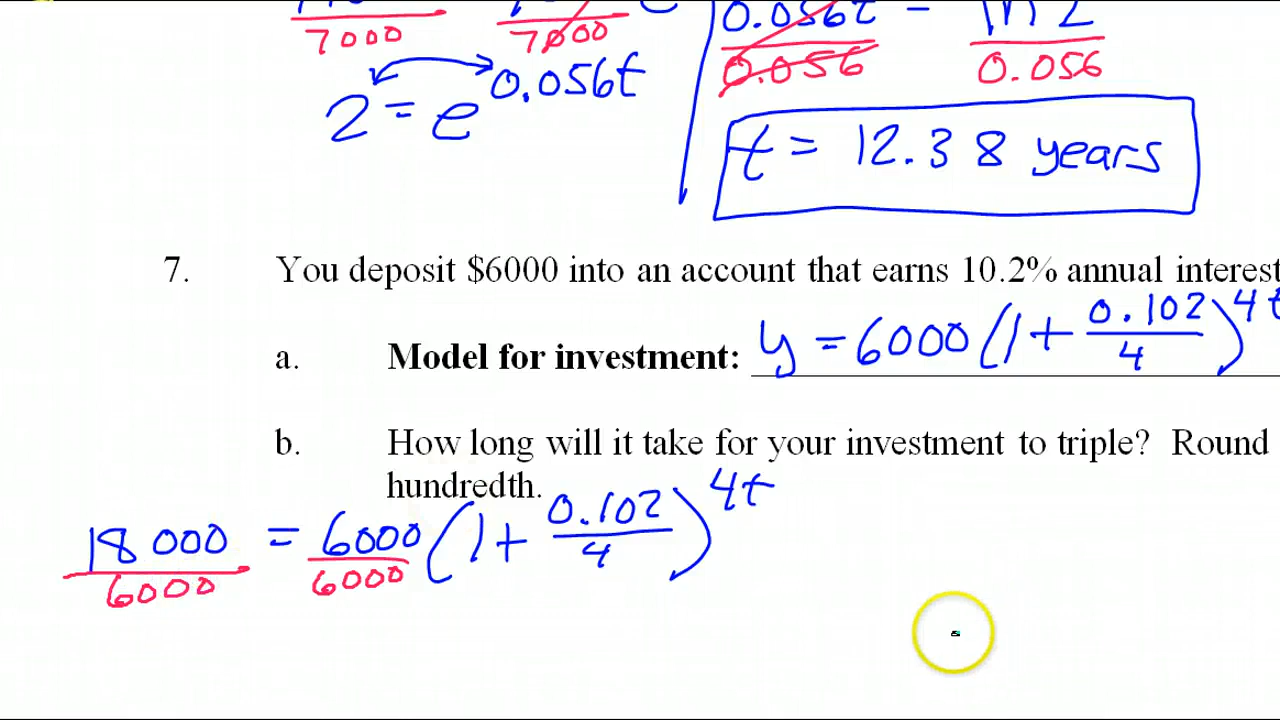 7000 7000
0.056t = ln 2
0.056 0.056
2 = e^0.056t
t = 12.38 years
7. You deposit $6000 into an account that earns 10.2% annual interest
a. Model for investment: y = 6000(1 + 0.102/4)^4t
b. How long will it take for your investment to triple? Round
hundredth.
18000 = 6000(1 + 0.102/4)^4t
6000 6000